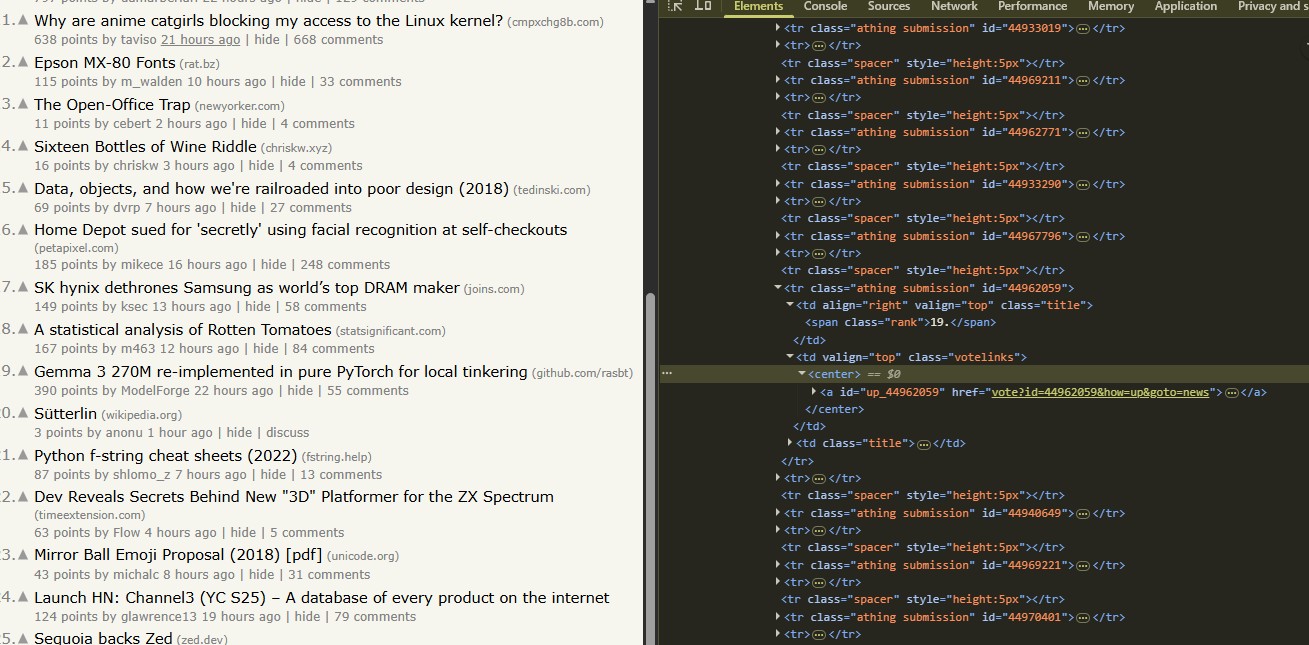 1. Why are anime catgirls blocking my access to the Linux kernel? (cmpxchg8b.com)
638 points by taviso 21 hours ago | hide | 668 comments
2. Epson MX-80 Fonts (rat.bz)
115 points by m_walden 10 hours ago | hide | 33 comments
3. The Open-Office Trap (newyorker.com)
11 points by cebert 2 hours ago | hide | 4 comments
4. Sixteen Bottles of Wine Riddle (chriskw.xyz)
16 points by chriskw 3 hours ago | hide | 4 comments
5. Data, objects, and how we're railroaded into poor design (2018) (tedinski.com)
69 points by dvrp 7 hours ago | hide | 27 comments
6. Home Depot sued for 'secretly' using facial recognition at self-checkouts
(petapixel.com)
185 points by mikece 16 hours ago | hide | 248 comments
7. SK hynix dethrones Samsung as world’s top DRAM maker (joins.com)
149 points by ksec 13 hours ago | hide | 58 comments
8. A statistical analysis of Rotten Tomatoes (statsignificant.com)
167 points by m463 12 hours ago | hide | 84 comments
9. Gemma 3 270M re-implemented in pure PyTorch for local tinkering (github.com/rasbt)
390 points by ModelForge 22 hours ago | hide | 55 comments
0. Sütterlin (wikipedia.org)
3 points by anonu 1 hour ago | hide | discuss
1. Python f-string cheat sheets (2022) (fstring.help)
87 points by shlomo_z 7 hours ago | hide | 13 comments
2. Dev Reveals Secrets Behind New "3D" Platformer for the ZX Spectrum
(timeextension.com)
63 points by Flow 4 hours ago | hide | 5 comments
3. Mirror Ball Emoji Proposal (2018) [pdf] (unicode.org)
43 points by michalc 8 hours ago | hide | 31 comments
4. Launch HN: Channel3 (YC S25) – A database of every product on the internet
124 points by glawrence13 19 hours ago | hide | 79 comments
5. Sequoia backs Zed (zed.dev)
Elements Console Sources Network Performance Memory Application Privacy and s
<tr class="athing submission" id="44933019">…</tr>
<tr>…</tr>
<tr class="spacer" style="height:5px"></tr>
<tr class="athing submission" id="44969211">…</tr>
<tr>…</tr>
<tr class="spacer" style="height:5px"></tr>
<tr class="athing submission" id="44962771">…</tr>
<tr>…</tr>
<tr class="spacer" style="height:5px"></tr>
<tr class="athing submission" id="44933290">…</tr>
<tr>…</tr>
<tr class="spacer" style="height:5px"></tr>
<tr class="athing submission" id="44967796">…</tr>
<tr>…</tr>
<tr class="spacer" style="height:5px"></tr>
<tr class="athing submission" id="44962059">
<td align="right" valign="top" class="title">
<span class="rank">19.</span>
</td>
<td valign="top" class="votelinks">
<center> == $0
<a id="up_44962059" href="vote?id=44962059&how=up&goto=news">…</a>
</center>
</td>
<td class="title">…</td>
</tr>
<tr>…</tr>
<tr class="spacer" style="height:5px"></tr>
<tr class="athing submission" id="44940649">…</tr>
<tr>…</tr>
<tr class="spacer" style="height:5px"></tr>
<tr class="athing submission" id="44969221">…</tr>
<tr>…</tr>
<tr class="spacer" style="height:5px"></tr>
<tr class="athing submission" id="44970401">…</tr>
<tr>…</tr>